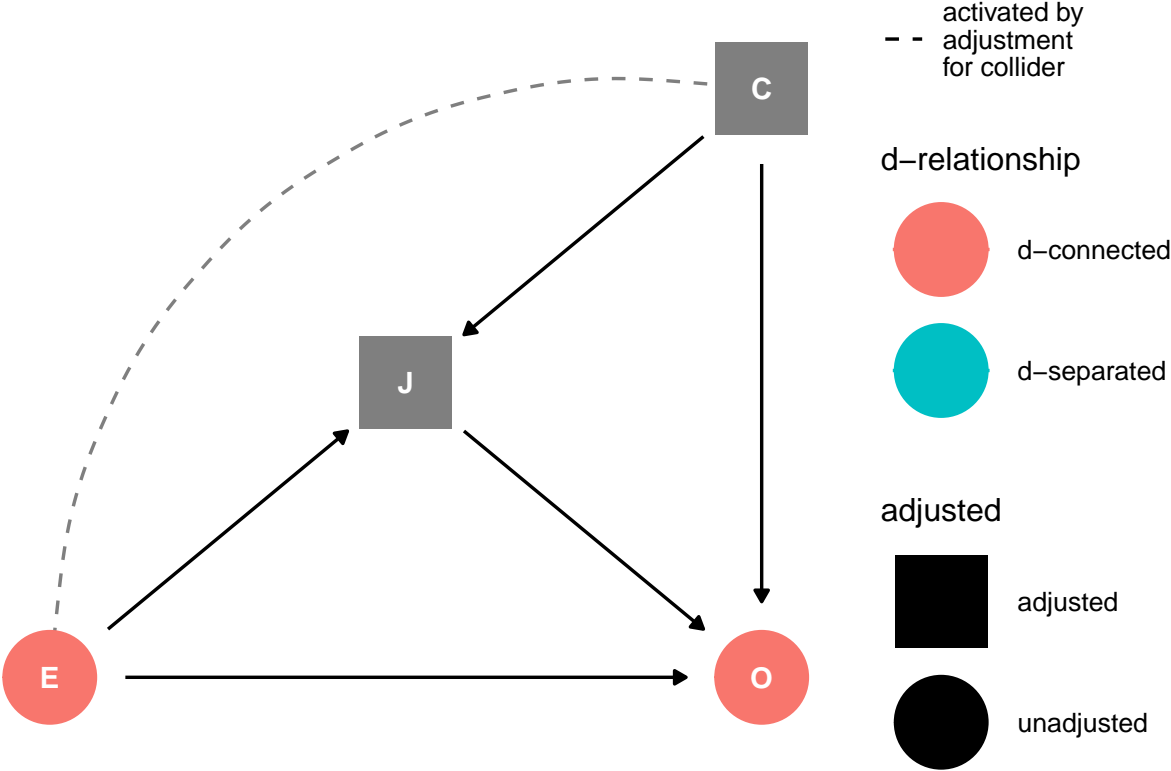 activated by
adjustment
for collider
C
d−relationship
d−connected
J
d−separated
adjusted
adjusted
E
O
unadjusted